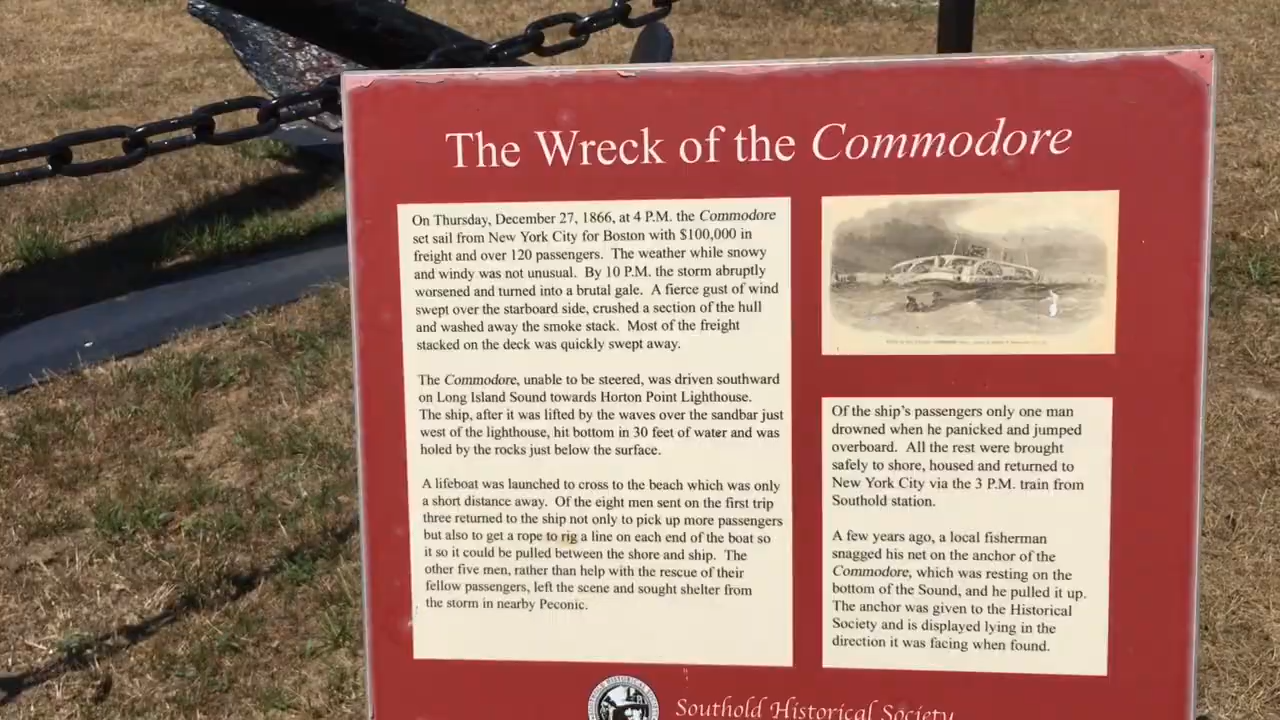 The Wreck of the Commodore
On Thursday, December 27, 1866, at 4 P.M. the Commodore
set sail from New York City for Boston with $100,000 in
freight and over 120 passengers. The weather while snowy
and windy was not unusual. By 10 P.M. the storm abruptly
worsened and turned into a brutal gale. A fierce gust of wind
swept over the starboard side, crushed a section of the hull
and washed away the smoke stack. Most of the freight
stacked on the deck was quickly swept away.
The Commodore, unable to be steered, was driven southward
on Long Island Sound towards Horton Point Lighthouse.
The ship, after it was lifted by the waves over the sandbar just
west of the lighthouse, hit bottom in 30 feet of water and was
holed by the rocks just below the surface.
A lifeboat was launched to cross to the beach which was only
a short distance away. Of the eight men sent on the first trip
three returned to the ship not only to pick up more passengers
but also to get a rope to rig a line on each end of the boat so
it so it could be pulled between the shore and ship. The
other five men, rather than help with the rescue of their
fellow passengers, left the scene and sought shelter from
the storm in nearby Peconic.
Of the ship's passengers only one man
drowned when he panicked and jumped
overboard. All the rest were brought
safely to shore, housed and returned to
New York City via the 3 P.M. train from
Southold station.
A few years ago, a local fisherman
snagged his net on the anchor of the
Commodore, which was resting on the
bottom of the Sound, and he pulled it up.
The anchor was given to the Historical
Society and is displayed lying in the
direction it was facing when found.
Southold Historical Society